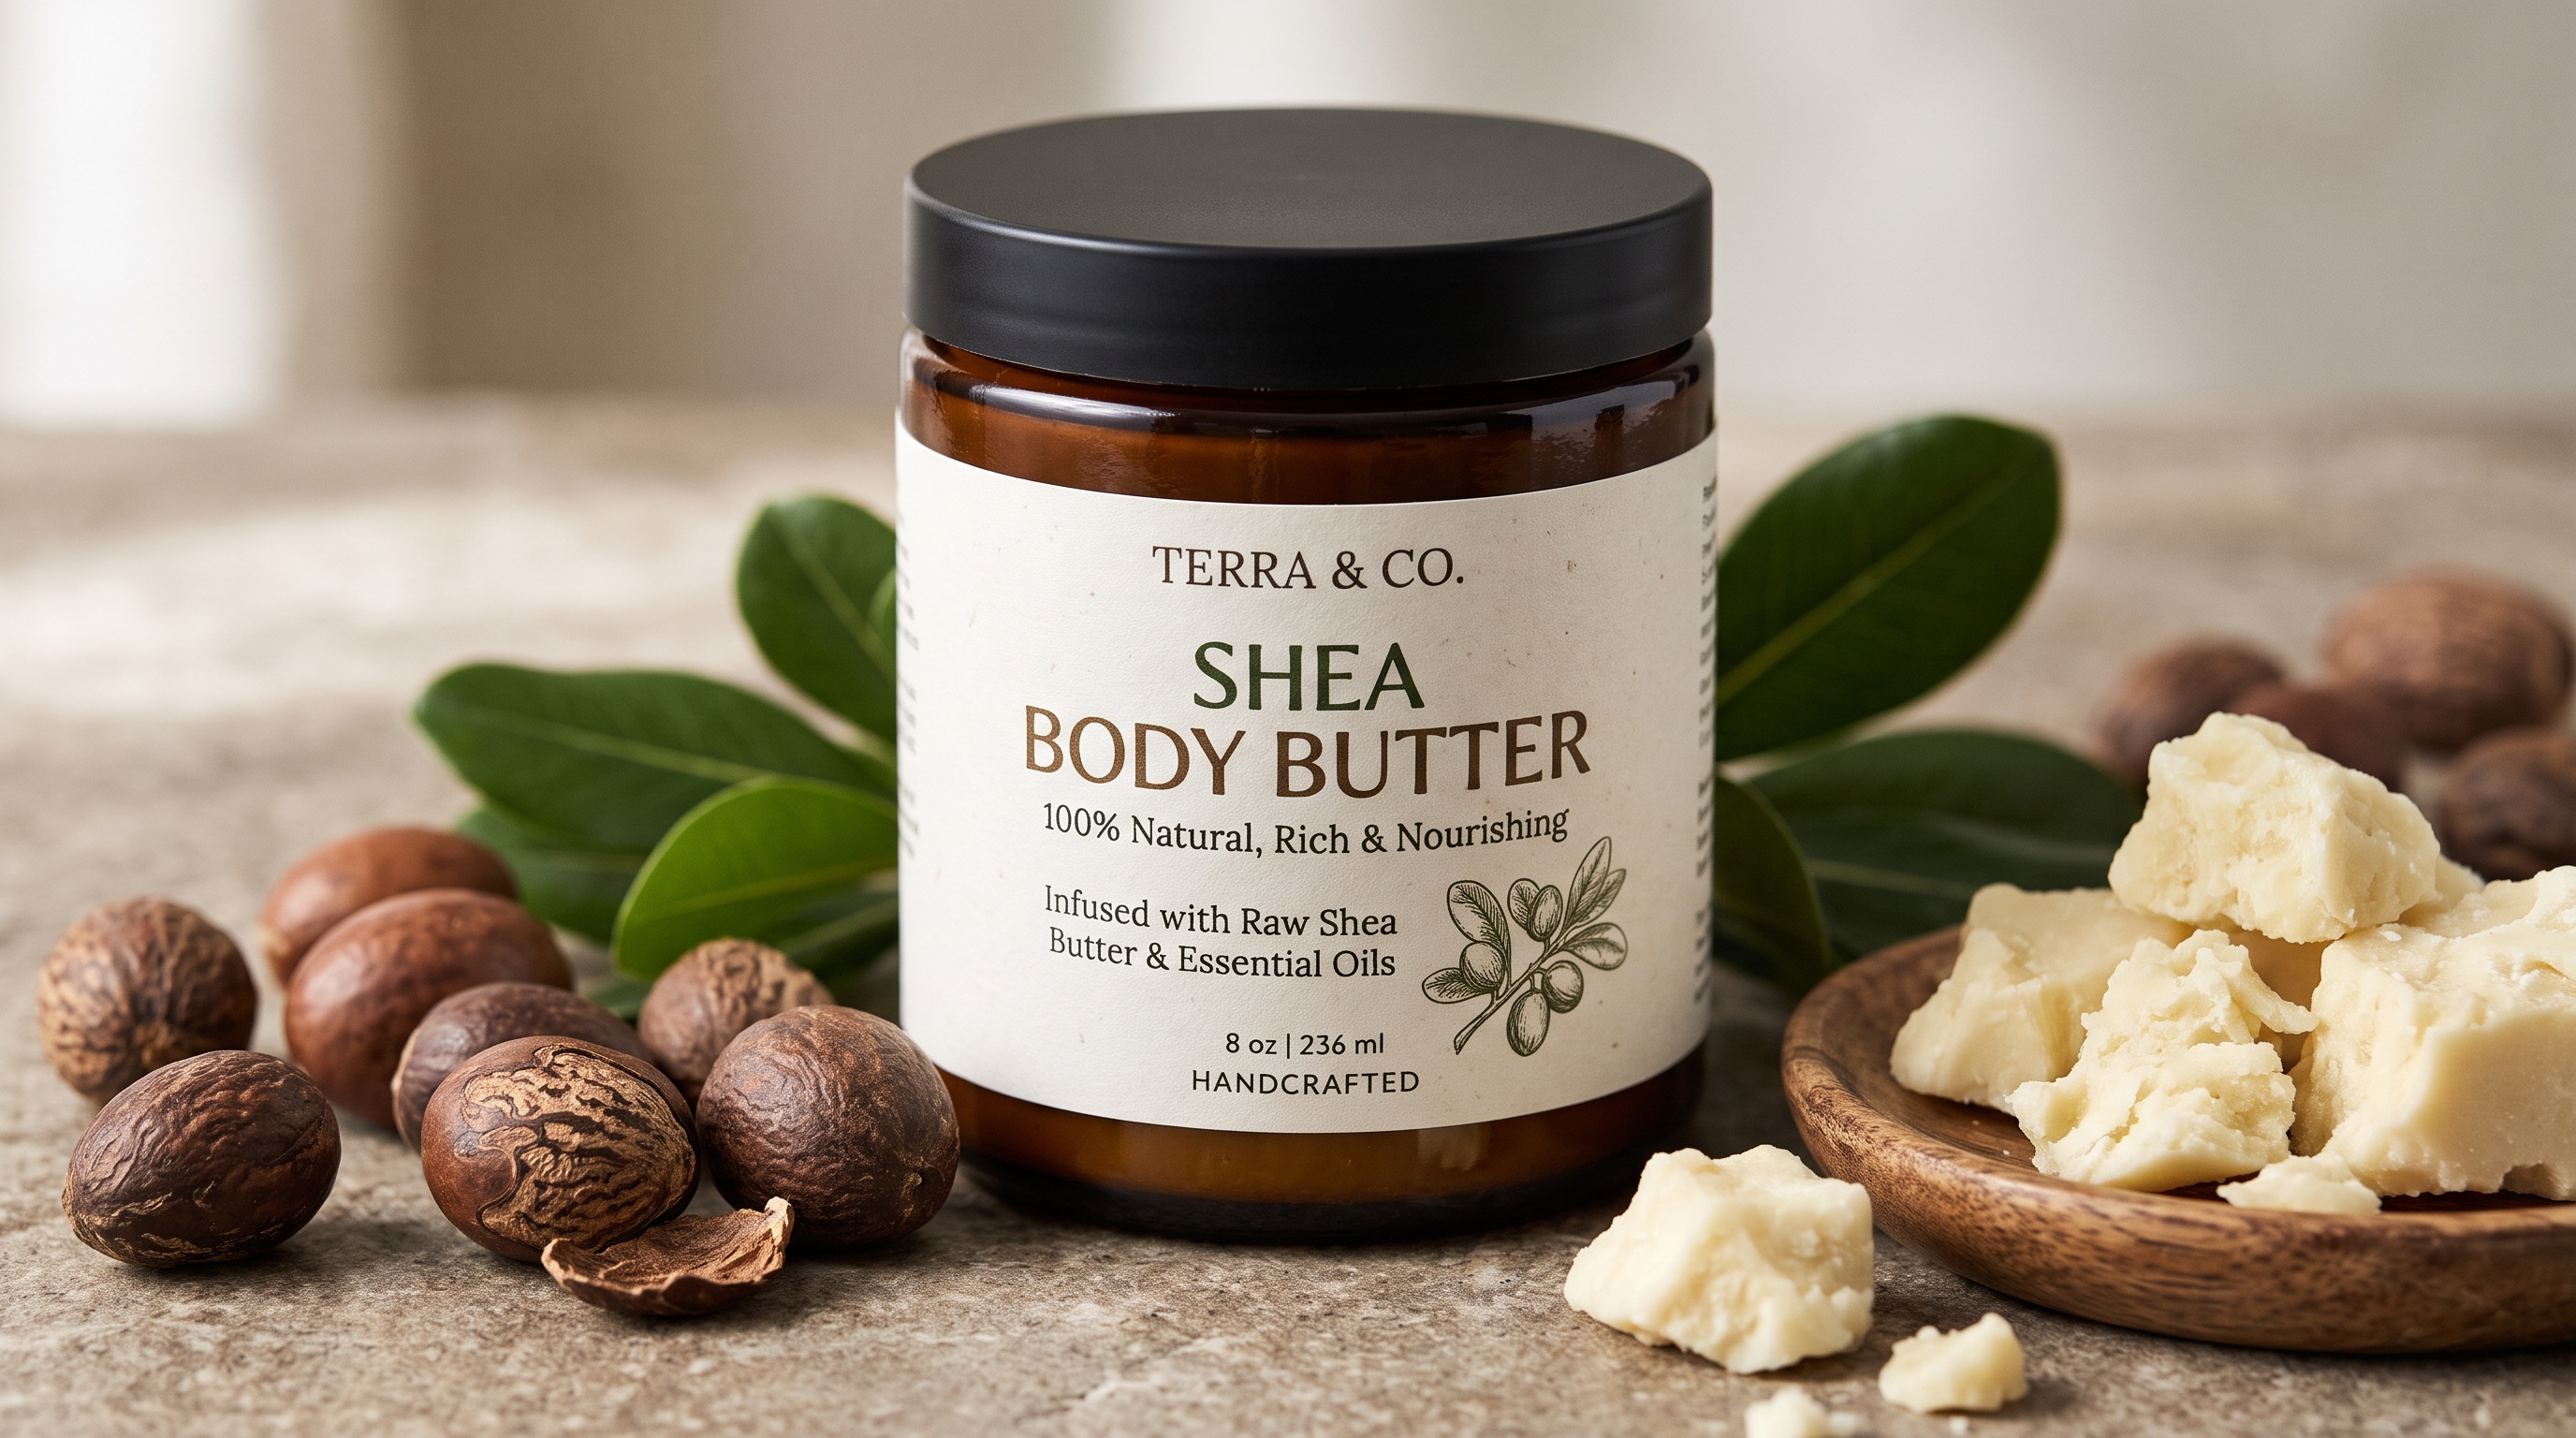 TERRA & CO.
SHEA
BODY BUTTER
100% Natural, Rich & Nourishing
Infused with Raw Shea
Butter & Essential Oils
8 oz | 236 ml
HANDCRAFTED